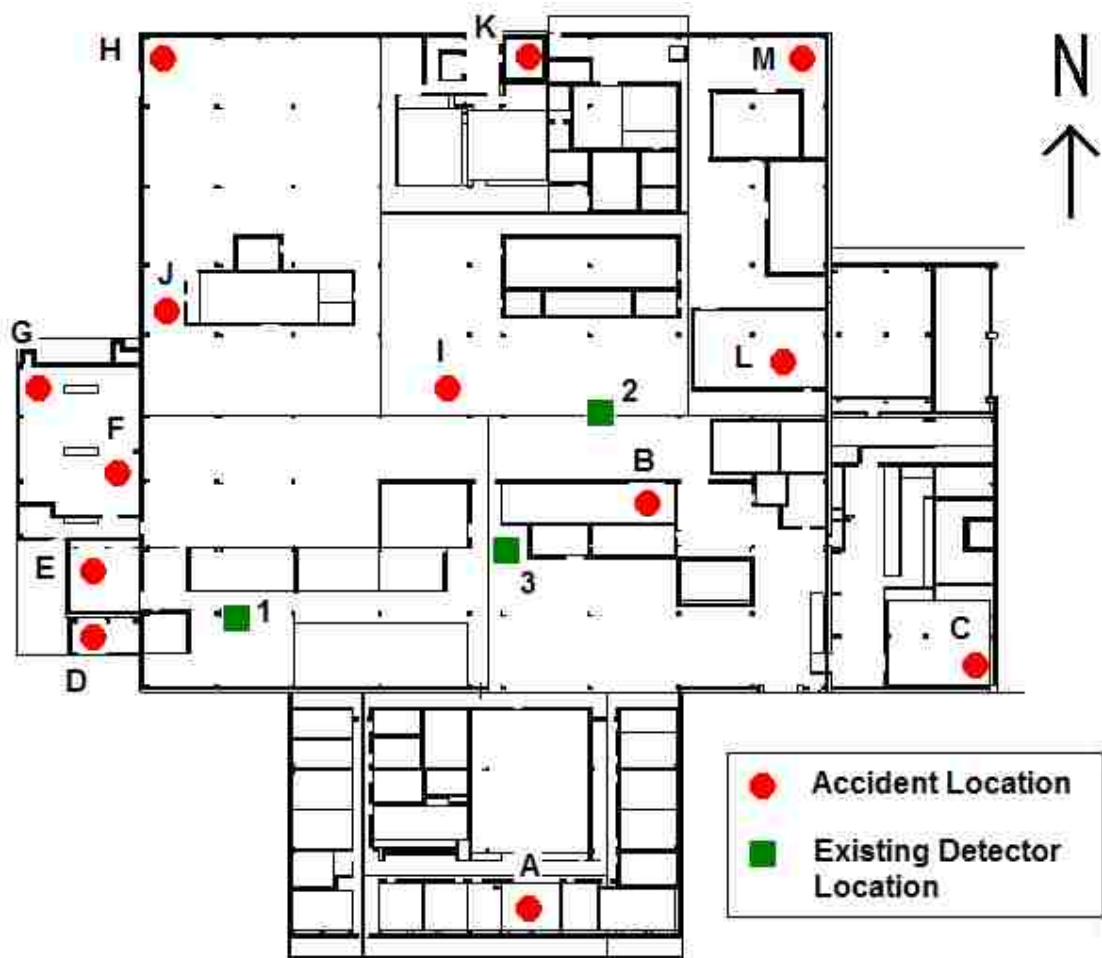 K
H
M
N
J
G
I
L
2
F
B
E
3
1
C
D
A
Accident Location
Existing Detector
Location